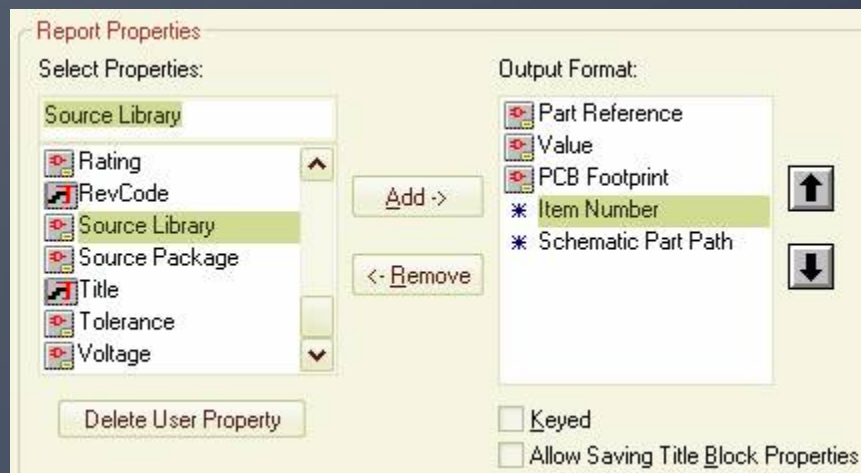 Report Properties
Select Properties:
Source Library
Rating
RevCode
Source Library
Source Package
Title
Tolerance
Voltage
Delete User Property
Add ->
<- Remove
Output Format:
Part Reference
Value
PCB Footprint
Item Number
Schematic Part Path
Keyed
Allow Saving Title Block Properties